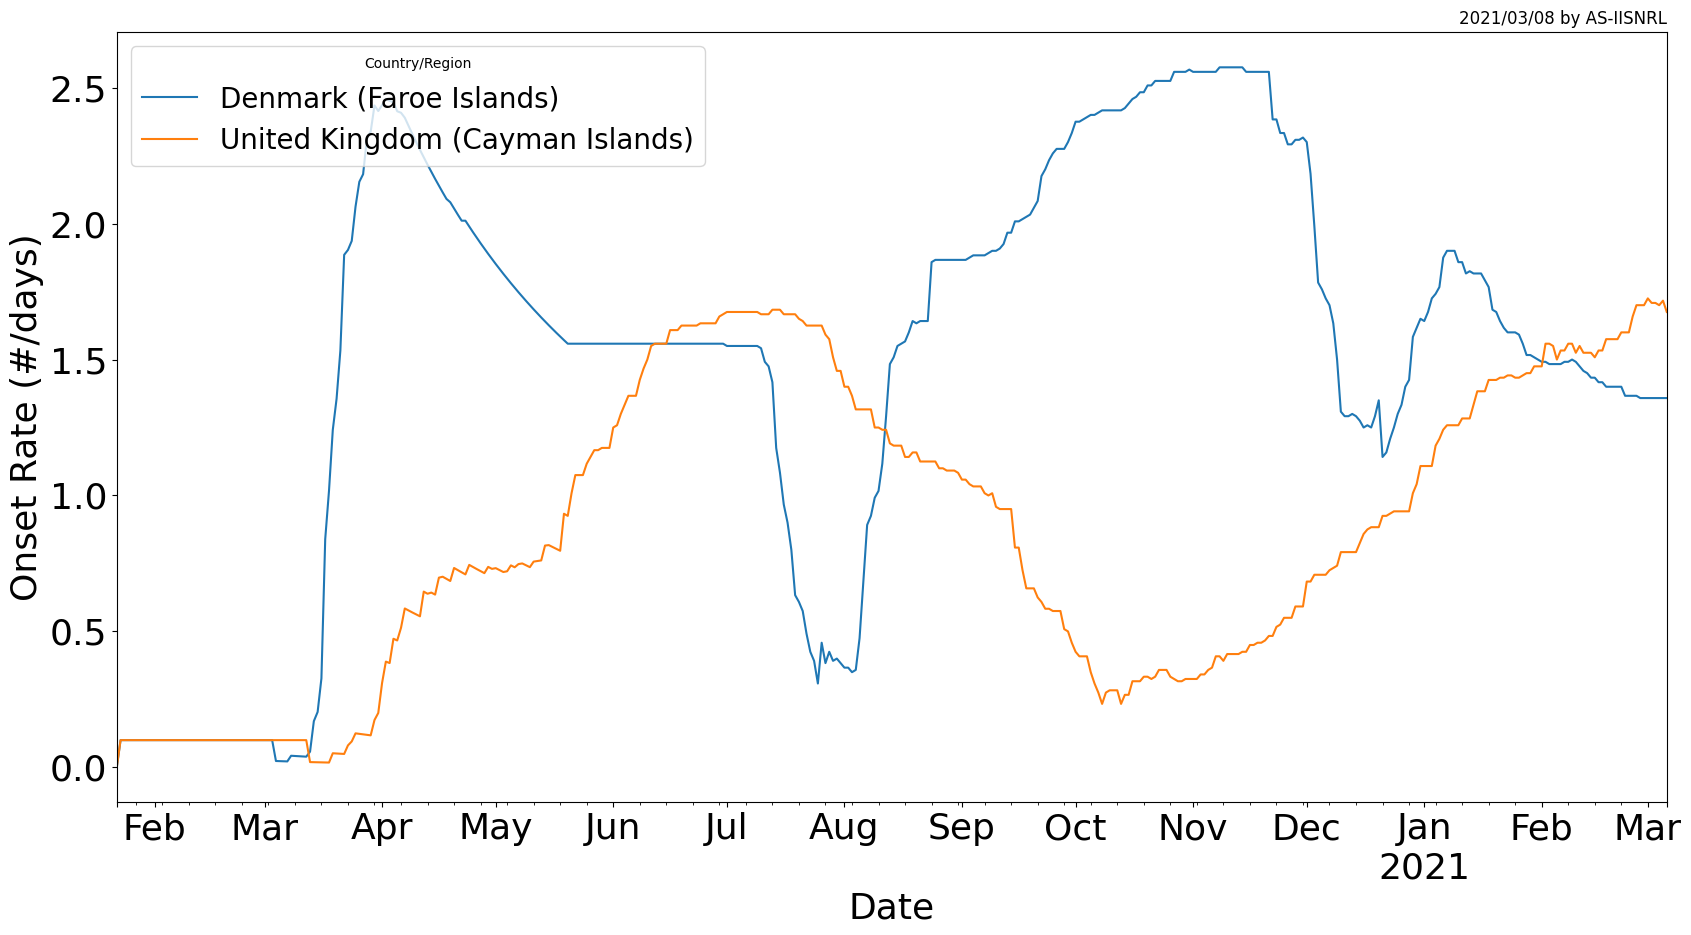 2021/03/08 by AS-IISNRL
Country/Region
Denmark (Faroe Islands)
United Kingdom (Cayman Islands)
Onset Rate (#/days)
2.5
2.0
1.5
1.0
0.5
0.0
Feb Mar Apr May Jun Jul Aug Sep Oct Nov Dec Jan Feb Mar
2021
Date